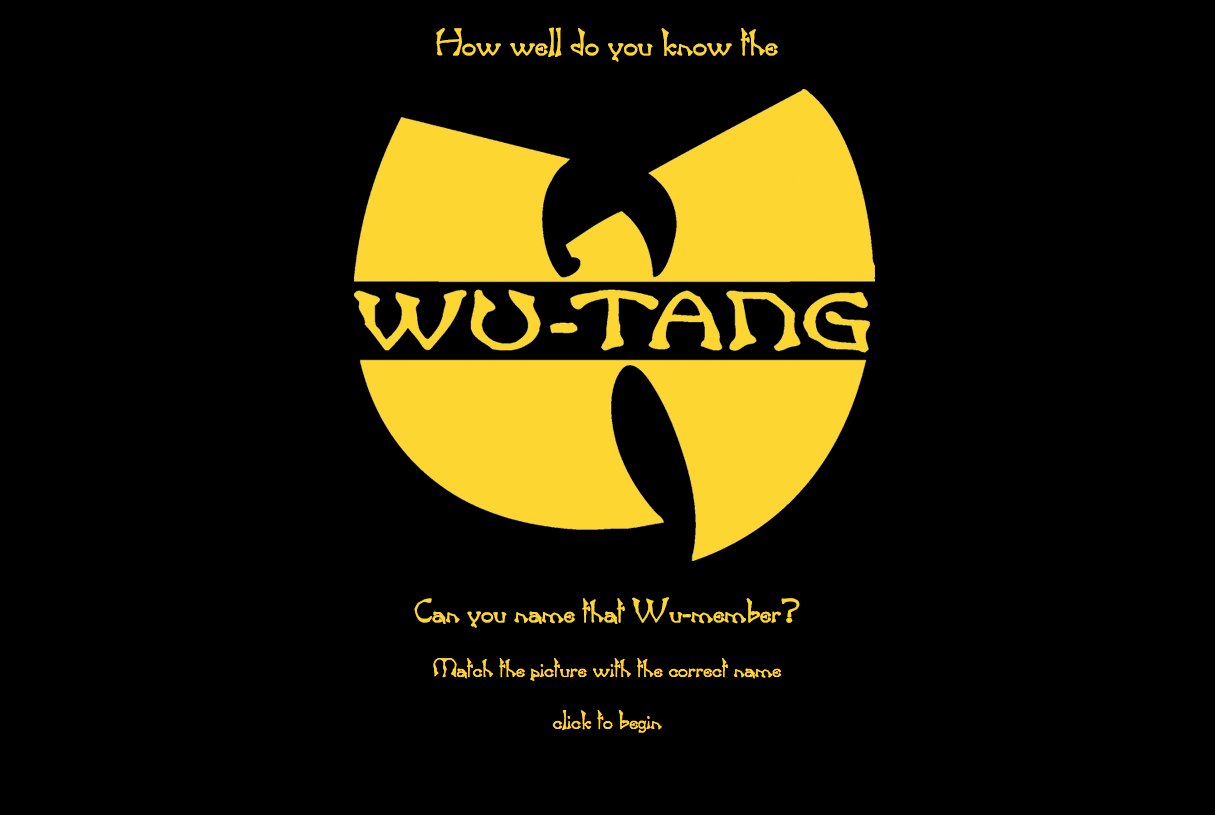 How well do you know the
WU-TANG
Can you name that Wu-member?
Match the picture with the correct name
click to begin